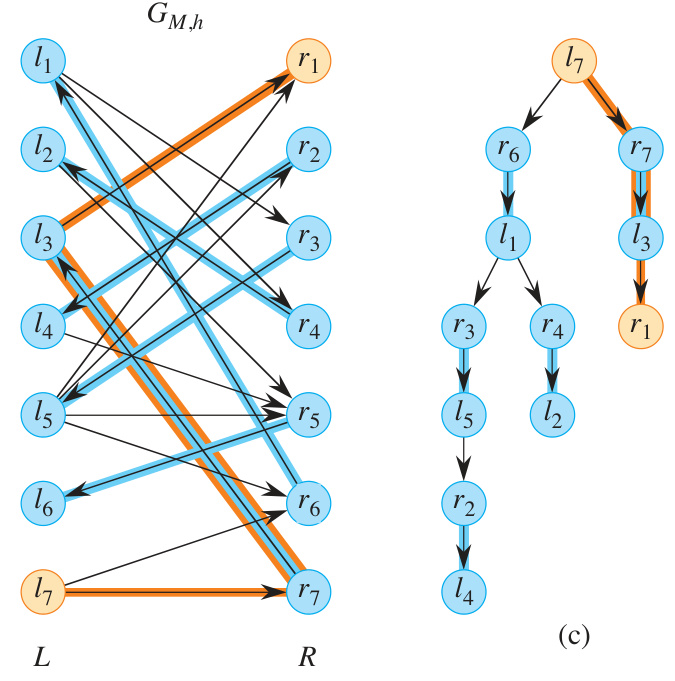 G_{M,h}
l_1 r_1 l_7
l_2 r_2 r_6 r_7
l_3 r_3 l_1 l_3
l_4 r_4 r_3 r_4 r_1
l_5 r_5 l_5 l_2
l_6 r_6 r_2
l_7 r_7 l_4
L R (c)